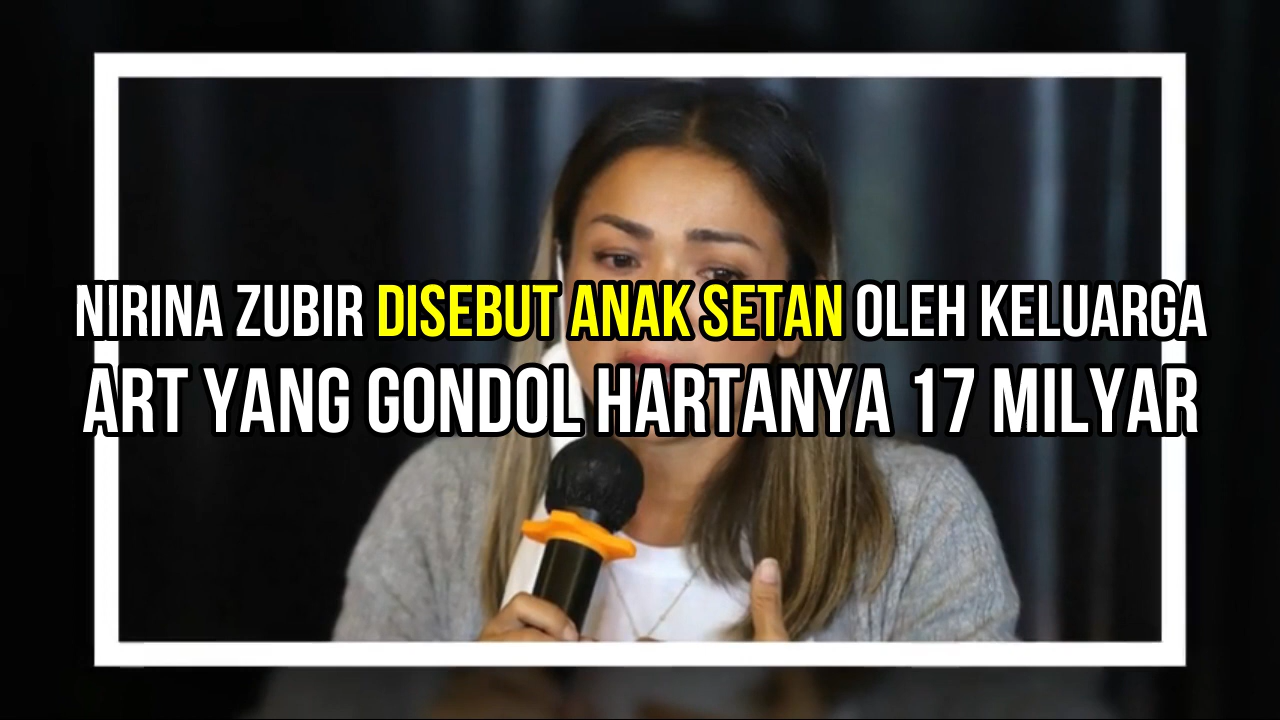 NIRINA ZUBIR DISEBUT ANAK SETAN OLEH KELUARGA
ART YANG GONDOL HARTANYA 17 MILYAR